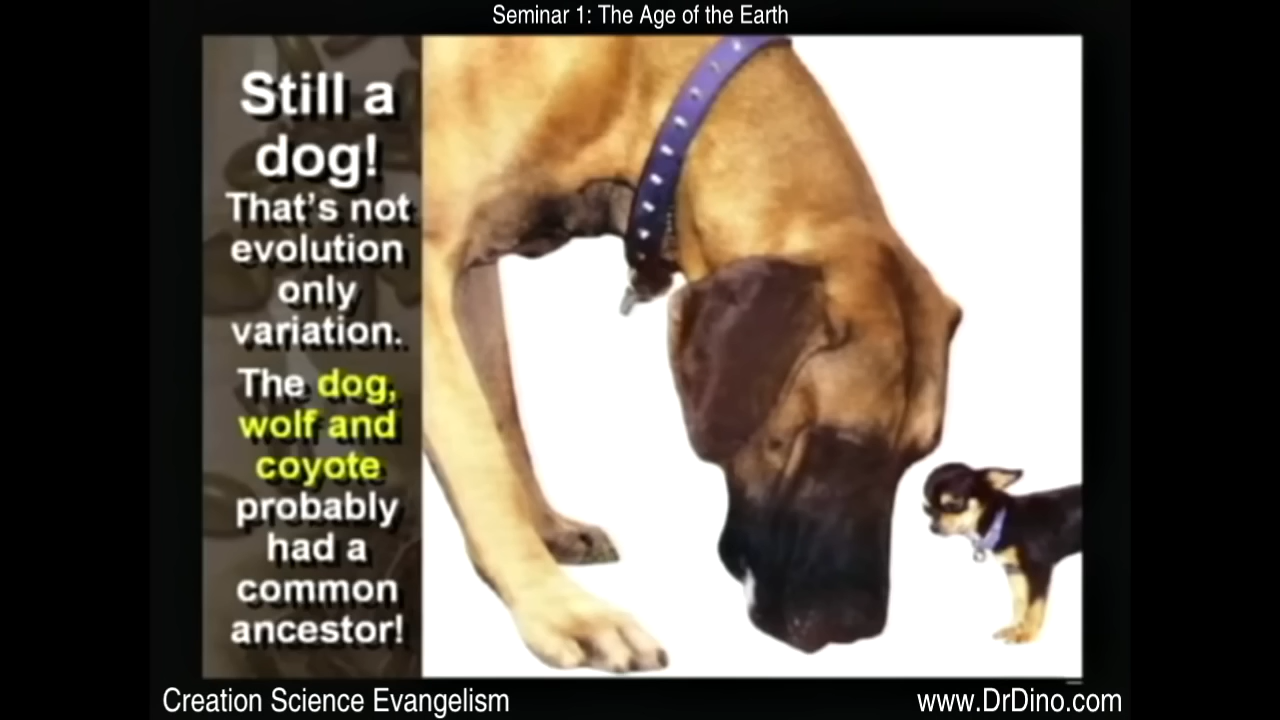 Seminar 1: The Age of the Earth
Still a
dog!
That's not
evolution
only
variation.
The dog,
wolf and
coyote
probably
had a
common
ancestor!
Creation Science Evangelism
www.DrDino.com